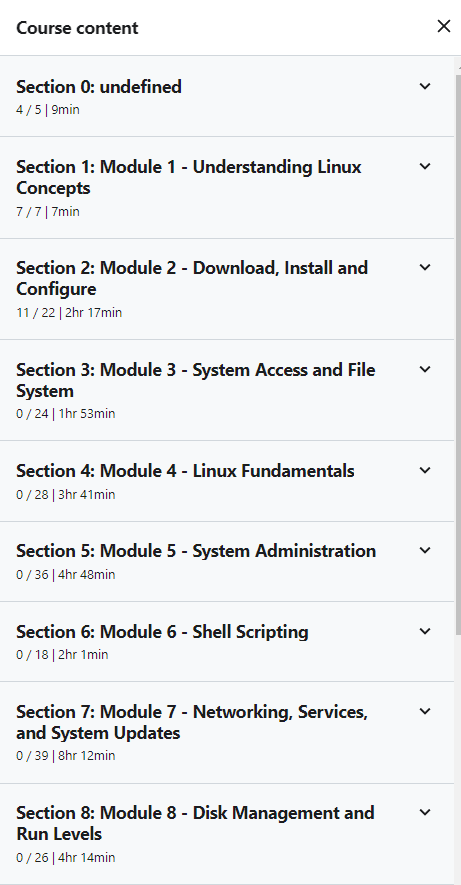 Course content
Section 0: undefined
4 / 5 | 9min
Section 1: Module 1 - Understanding Linux
Concepts
7 / 7 | 7min
Section 2: Module 2 - Download, Install and
Configure
11 / 22 | 2hr 17min
Section 3: Module 3 - System Access and File
System
0 / 24 | 1hr 53min
Section 4: Module 4 - Linux Fundamentals
0 / 28 | 3hr 41min
Section 5: Module 5 - System Administration
0 / 36 | 4hr 48min
Section 6: Module 6 - Shell Scripting
0 / 18 | 2hr 1min
Section 7: Module 7 - Networking, Services,
and System Updates
0 / 39 | 8hr 12min
Section 8: Module 8 - Disk Management and
Run Levels
0 / 26 | 4hr 14min